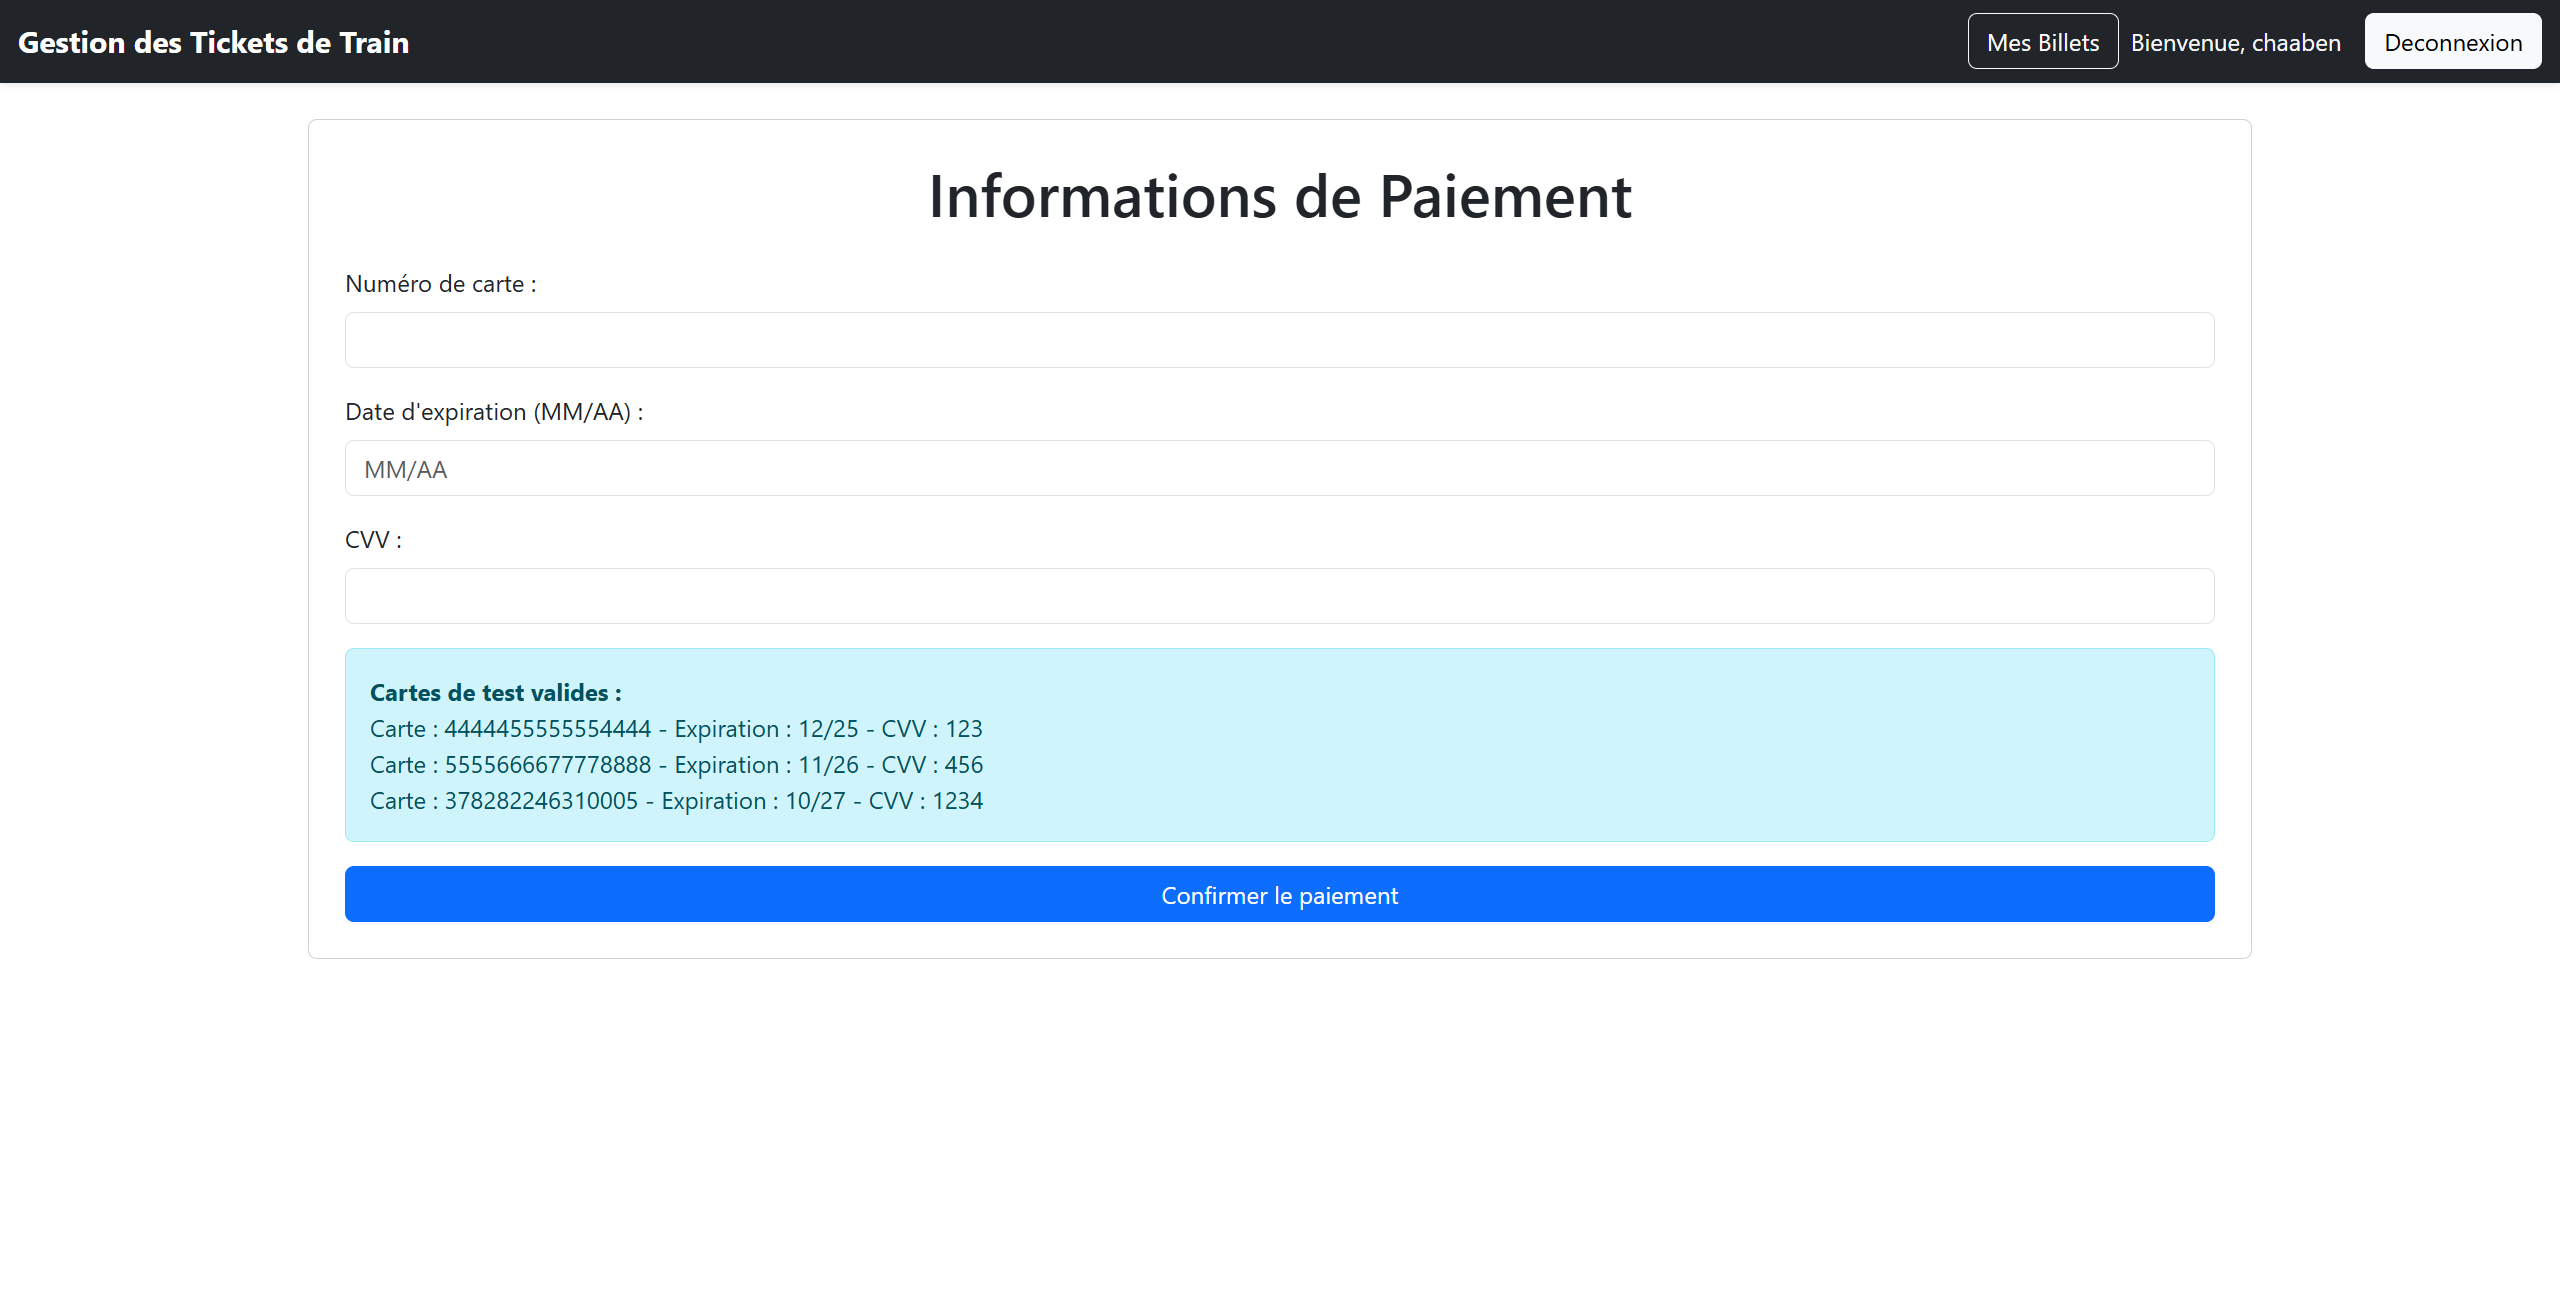 Gestion des Tickets de Train
Mes Billets
Bienvenue, chaaben
Deconnexion
Informations de Paiement
Numéro de carte :
Date d'expiration (MM/AA) :
MM/AA
CVV :
Cartes de test valides :
Carte : 4444455555554444 - Expiration : 12/25 - CVV : 123
Carte : 5555666677778888 - Expiration : 11/26 - CVV : 456
Carte : 378282246310005 - Expiration : 10/27 - CVV : 1234
Confirmer le paiement